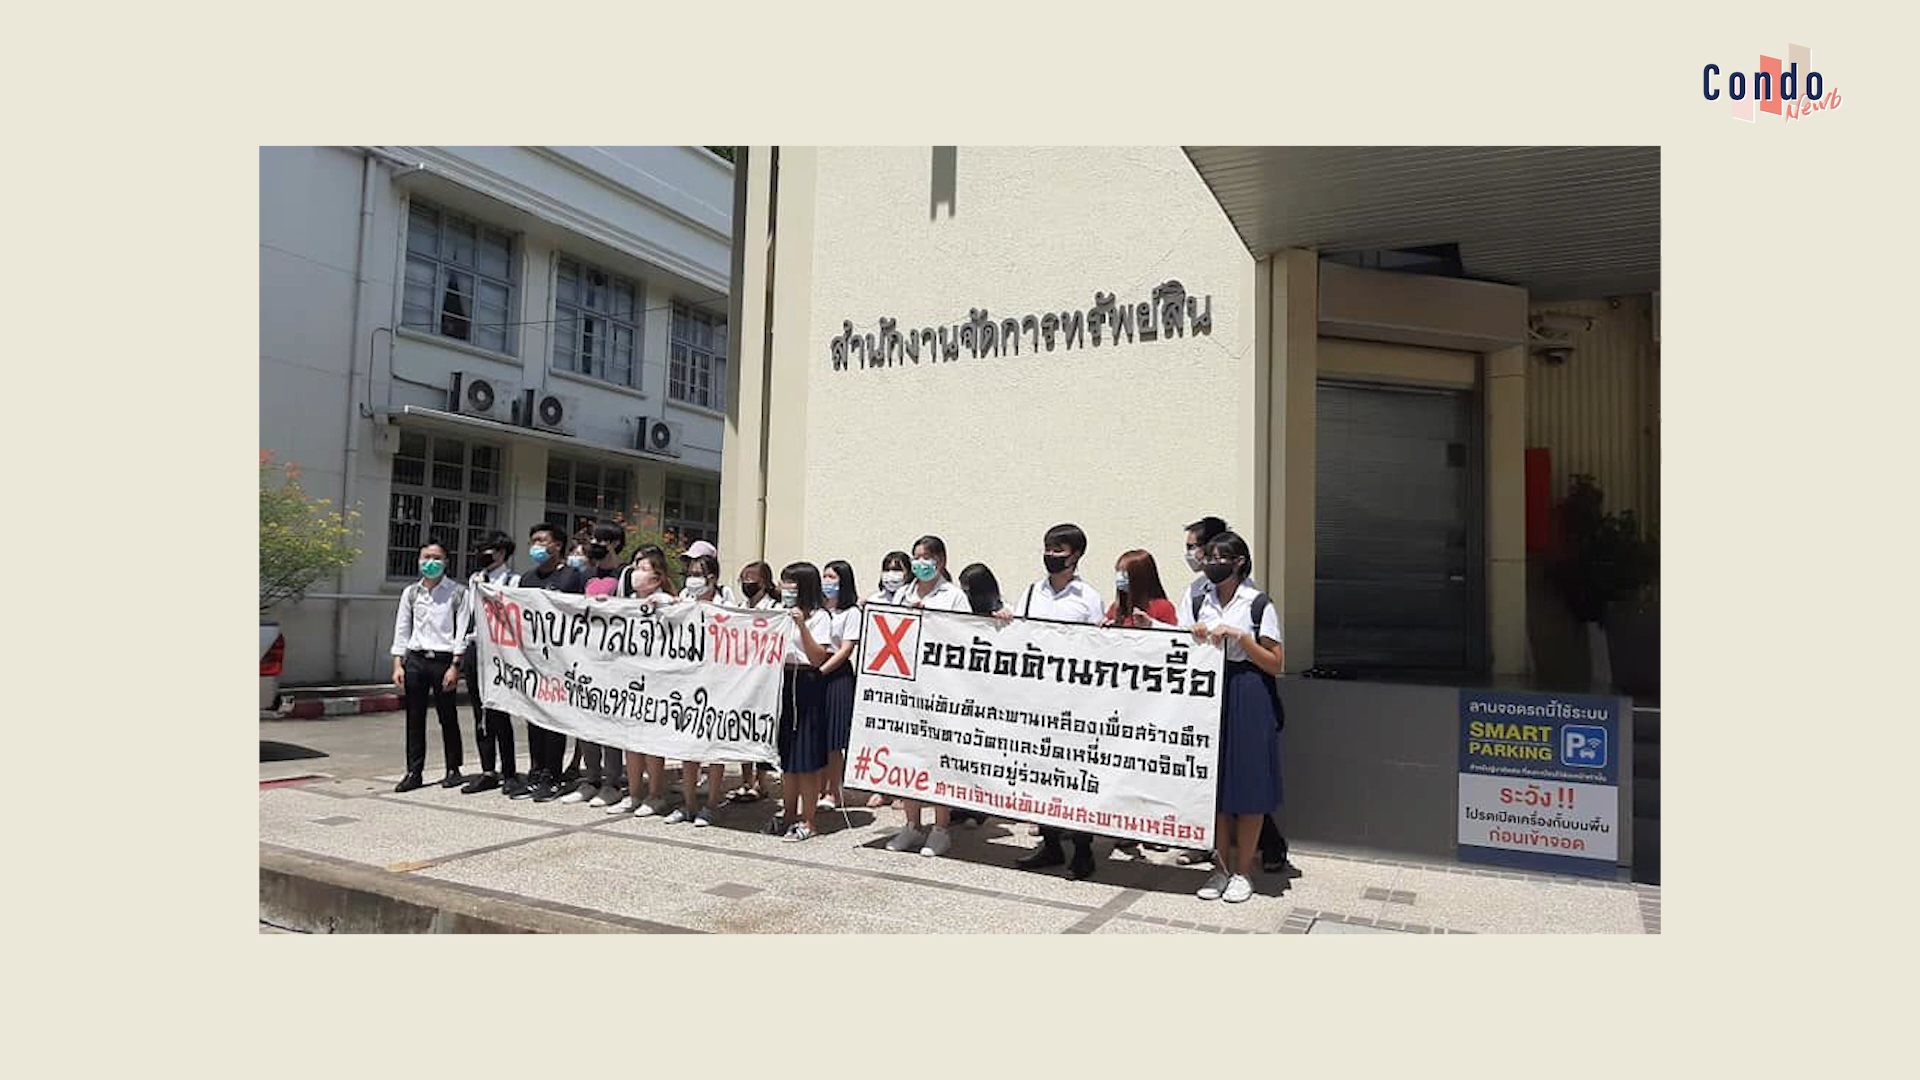 Condo
Newb
สำนักงานจัดการทรัพย์สิน
อย่า ทุบศาลเจ้าแม่ ทับทิม
มรดกและที่ยึดเหนี่ยวจิตใจของเรา
X ขอคัดค้านการรื้อ
ศาลเจ้าแม่ทับทิมสะพานเหลืองเพื่อสร้างตึก
ความเจริญทางวัตถุและยึดเหนี่ยวทางจิตใจ
สามรถอยู่ร่วมกันได้
#Save ศาลเจ้าแม่ทับทิมสะพานเหลือง
ลานจอดรถนี้ใช้ระบบ
SMART
PARKING
P
ระวัง !!
โปรดเปิดเครื่องกั้นบนพื้น
ก่อนเข้าจอด